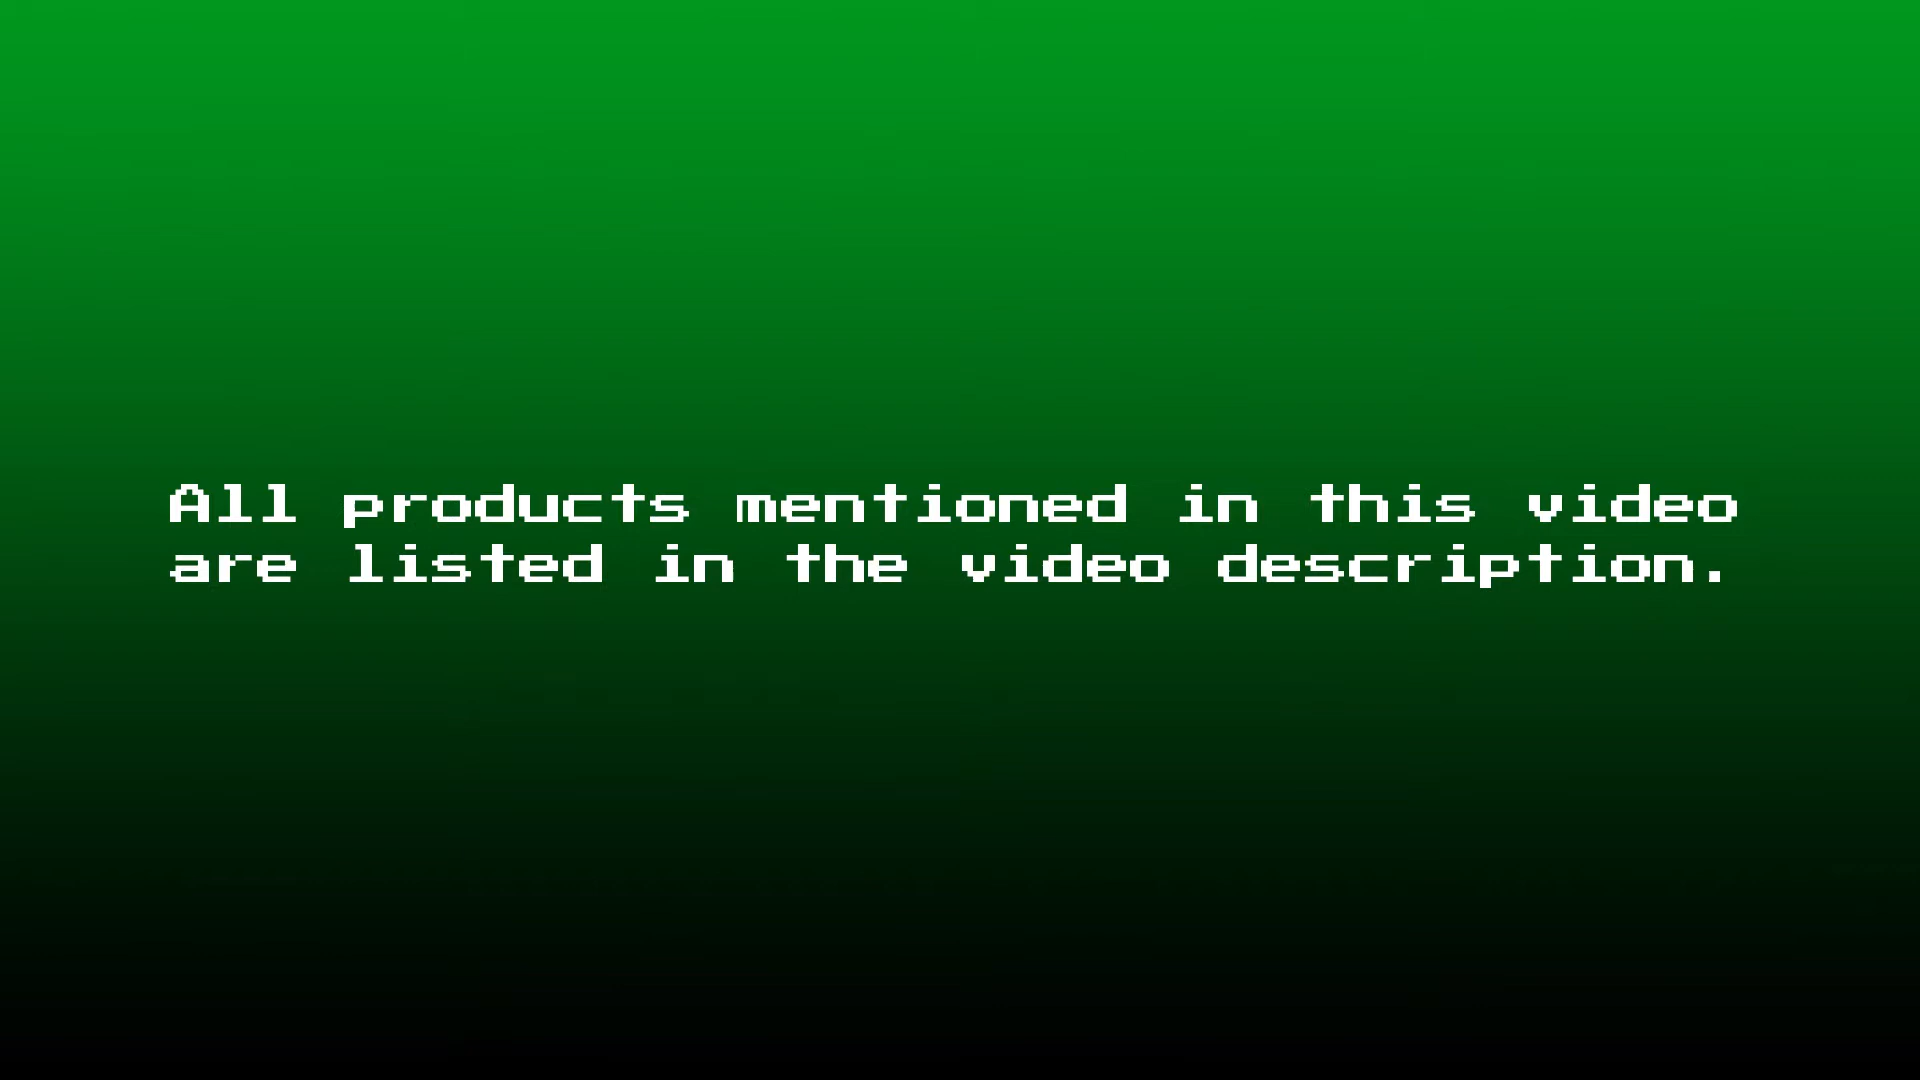 All products mentioned in this video
are listed in the video description.